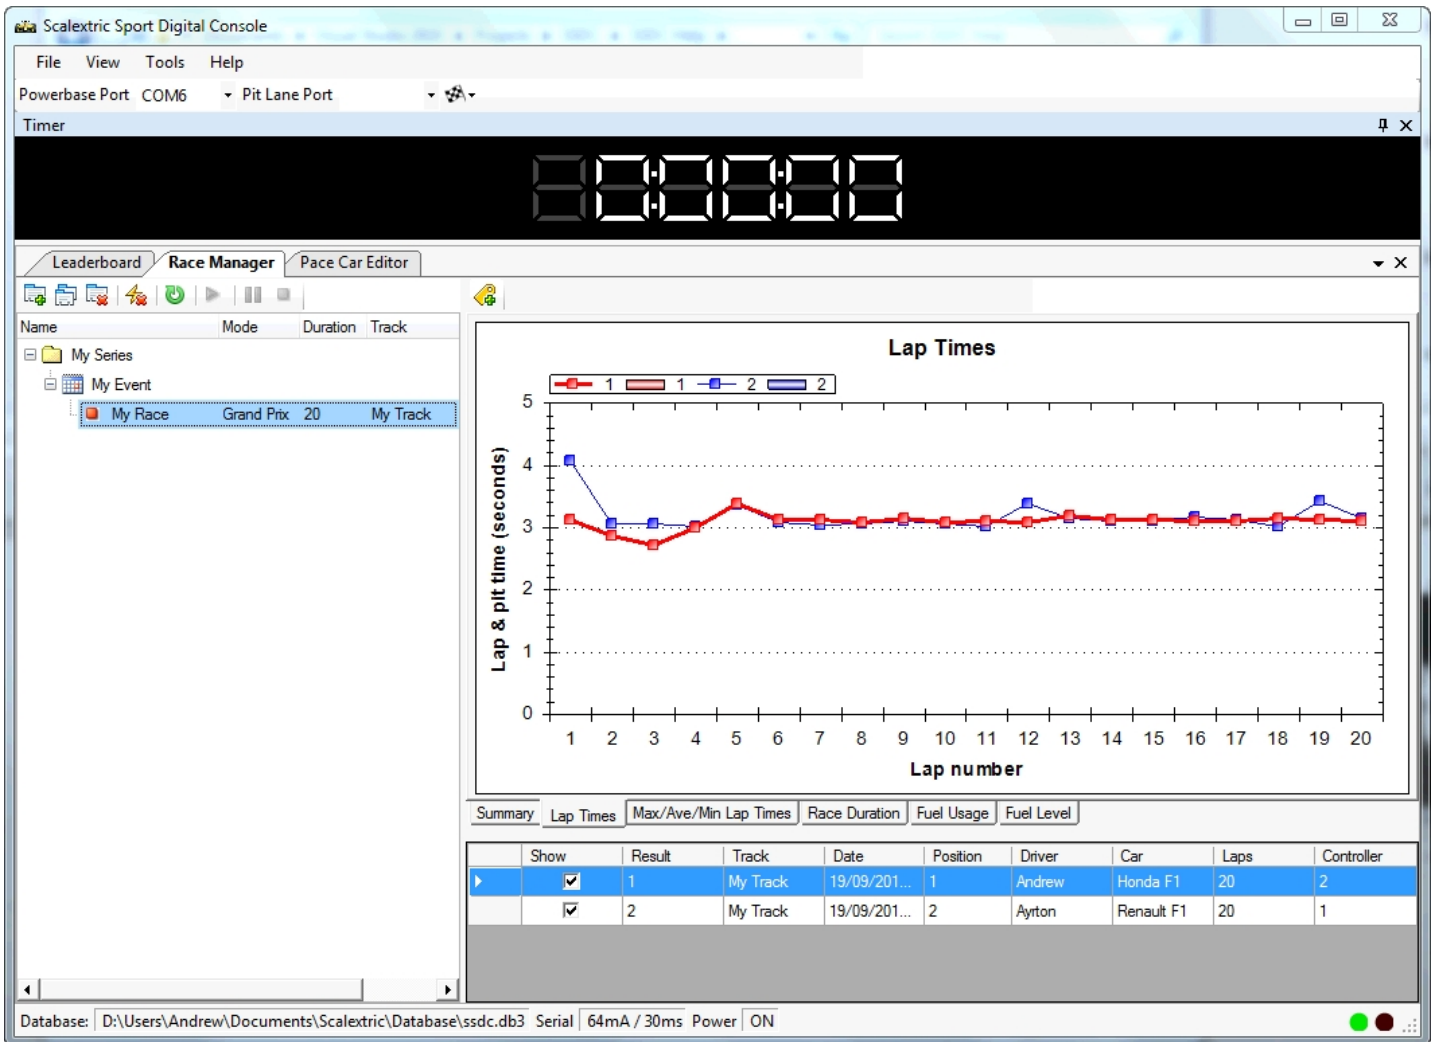 Scalextric Sport Digital Console
File View Tools Help
Powerbase Port COM6 Pit Lane Port
Timer
0:00:00
Leaderboard Race Manager Pace Car Editor
Name Mode Duration Track
My Series
My Event
My Race Grand Prix 20 My Track
Lap Times
1 1 2 2
5
4
3
2
1
0
Lap & pit time (seconds)
1 2 3 4 5 6 7 8 9 10 11 12 13 14 15 16 17 18 19 20
Lap number
Summary Lap Times Max/Ave/Min Lap Times Race Duration Fuel Usage Fuel Level
Show Result Track Date Position Driver Car Laps Controller
1 My Track 19/09/201... 1 Andrew Honda F1 20 2
2 My Track 19/09/201... 2 Ayrton Renault F1 20 1
Database: D:\Users\Andrew\Documents\Scalextric\Database\ssdc.db3 Serial 64mA / 30ms Power ON